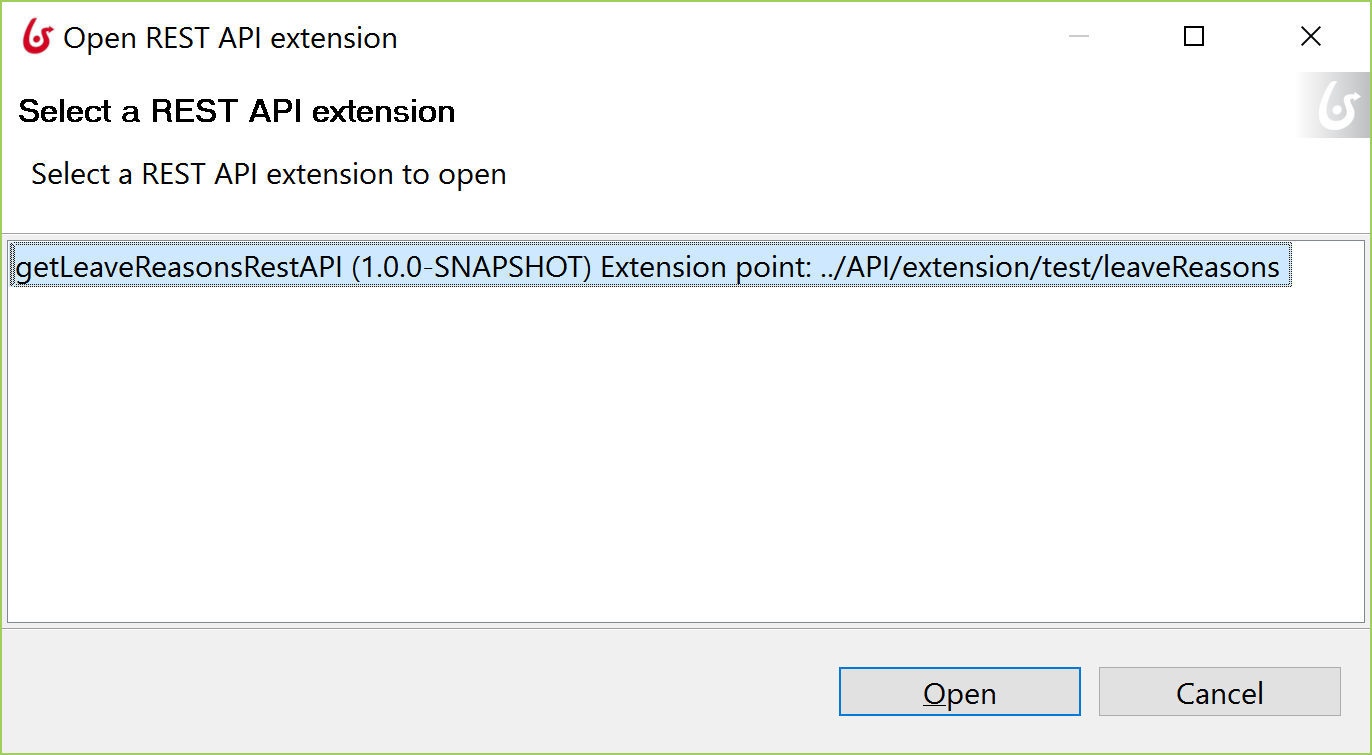 Open REST API extension
Select a REST API extension
Select a REST API extension to open
getLeaveReasonsRestAPI (1.0.0-SNAPSHOT) Extension point: ../API/extension/test/leaveReasons
Open Cancel